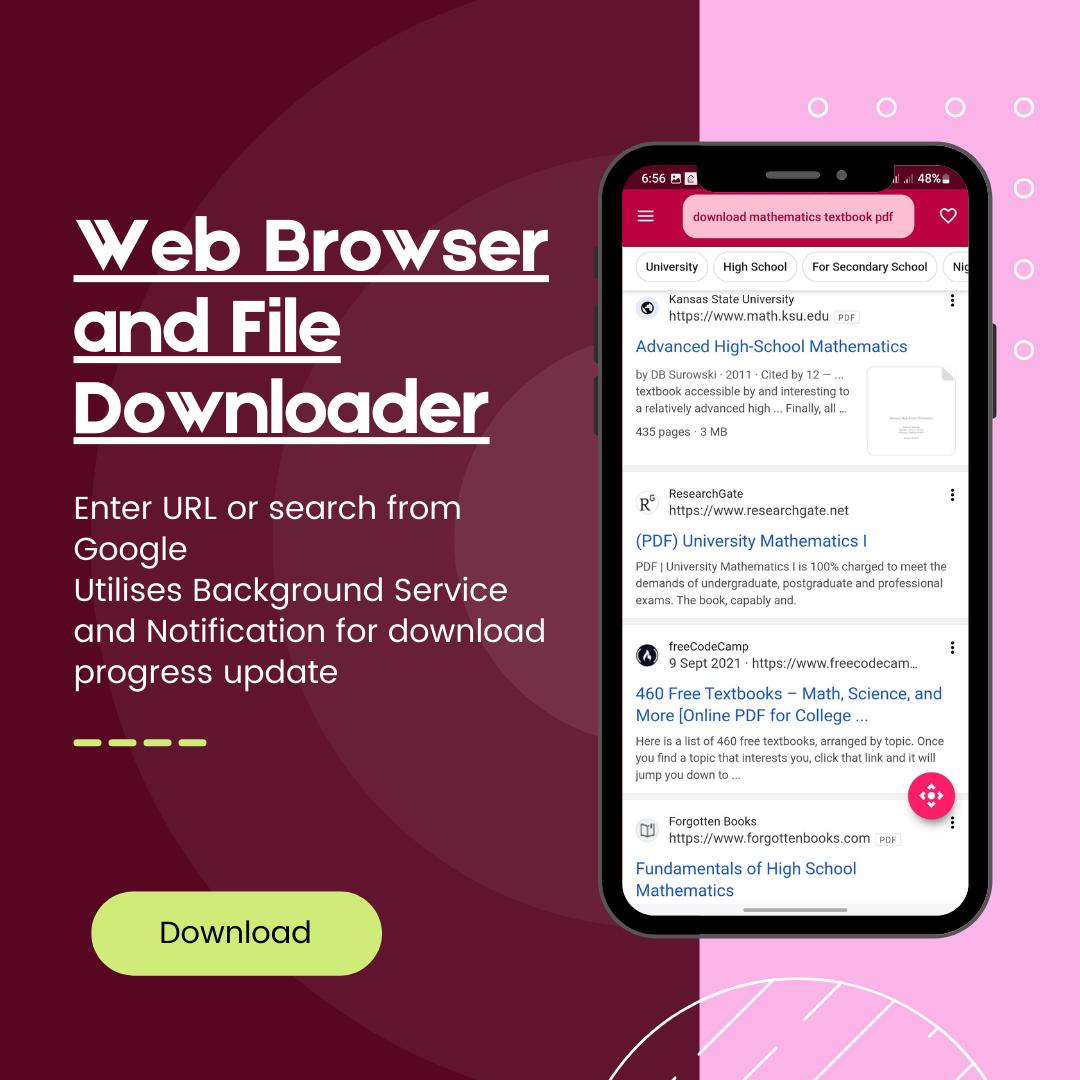 Web Browser
and File
Downloader
Enter URL or search from
Google
Utilises Background Service
and Notification for download
progress update
Download
6:56
48%
download mathematics textbook pdf
University
High School
For Secondary School
Nig
Kansas State University
https://www.math.ksu.edu PDF
Advanced High-School Mathematics
by DB Surowski · 2011 · Cited by 12 — ...
textbook accessible by and interesting to
a relatively advanced high ... Finally, all ...
435 pages · 3 MB
ResearchGate
https://www.researchgate.net
(PDF) University Mathematics I
PDF | University Mathematics I is 100% charged to meet the
demands of undergraduate, postgraduate and professional
exams. The book, capably and.
freeCodeCamp
9 Sept 2021 · https://www.freecodecam...
460 Free Textbooks – Math, Science, and
More [Online PDF for College ...
Here is a list of 460 free textbooks, arranged by topic. Once
you find a topic that interests you, click that link and it will
jump you down to ...
Forgotten Books
https://www.forgottenbooks.com PDF
Fundamentals of High School
Mathematics